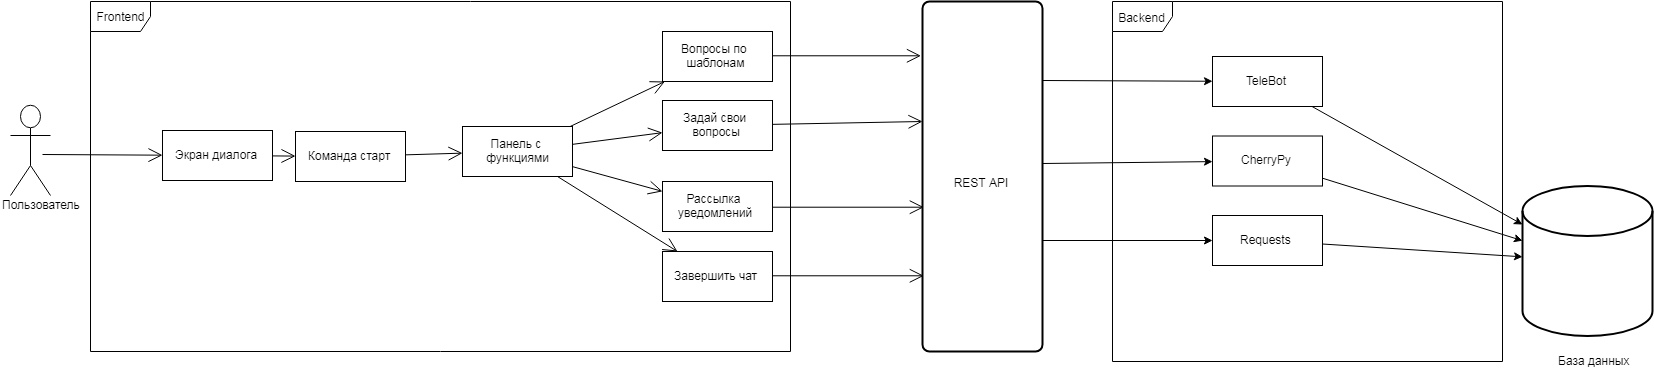 Frontend
Пользователь
Экран диалога
Команда старт
Панель с
функциями
Вопросы по
шаблонам
Задай свои
вопросы
Рассылка
уведомлений
Завершить чат
REST API
Backend
TeleBot
CherryPy
Requests
База данных